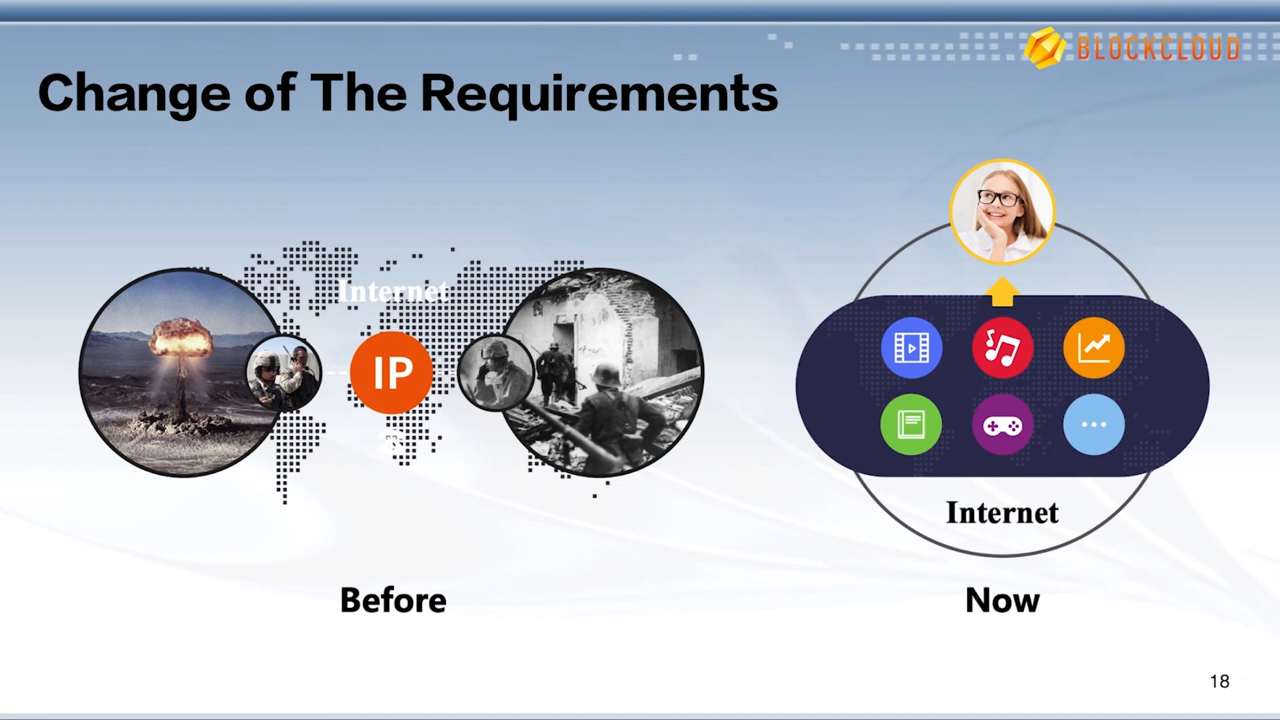 BLOCKCLOUD
Change of The Requirements
Internet
IP
Internet
Before
Now
18